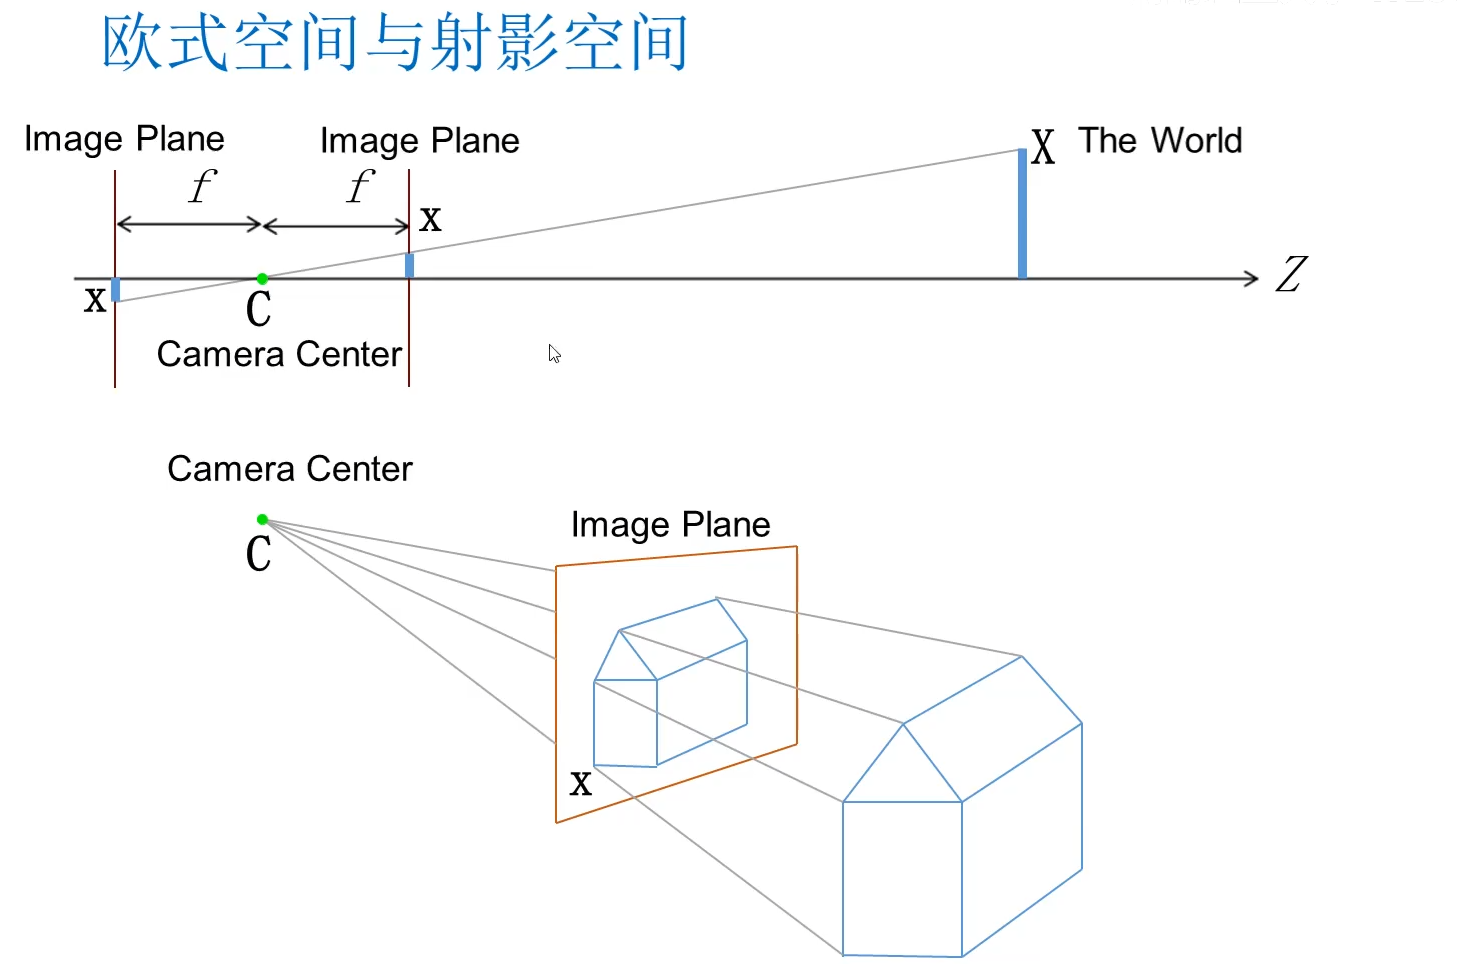 欧式空间与射影空间
Image Plane
Image Plane
X
The World
f
f
x
x
C
Z
Camera Center
Camera Center
C
Image Plane
x